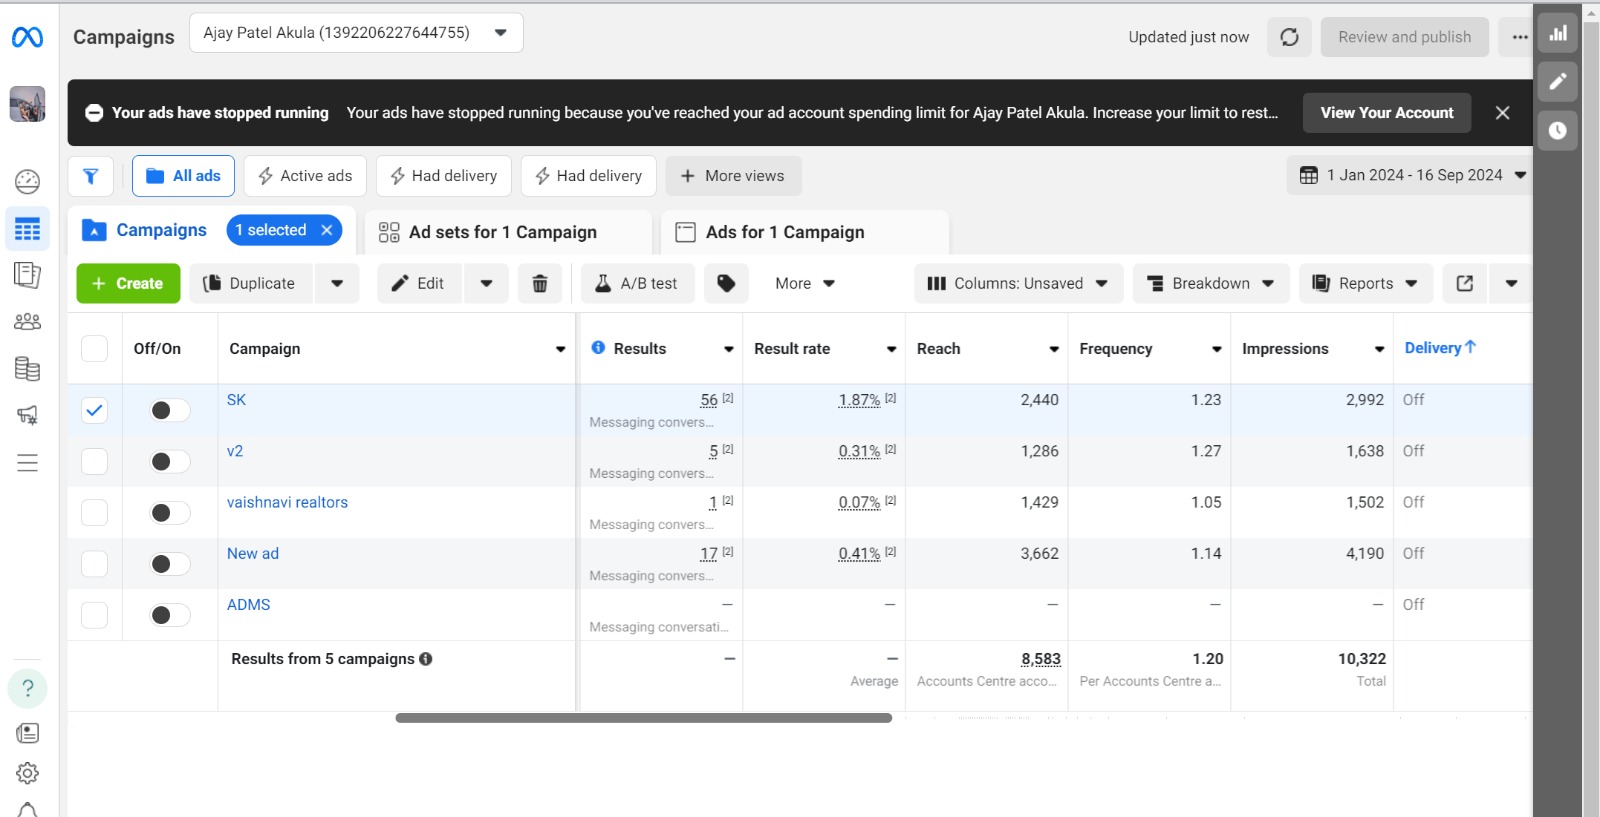 Campaigns
Ajay Patel Akula (1392206227644755)
Updated just now
Review and publish
Your ads have stopped running
Your ads have stopped running because you've reached your ad account spending limit for Ajay Patel Akula. Increase your limit to rest...
View Your Account
All ads
Active ads
Had delivery
Had delivery
+ More views
1 Jan 2024 - 16 Sep 2024
Campaigns
1 selected
Ad sets for 1 Campaign
Ads for 1 Campaign
+ Create
Duplicate
Edit
A/B test
More
Columns: Unsaved
Breakdown
Reports
Off/On
Campaign
Results
Result rate
Reach
Frequency
Impressions
Delivery↑
SK
56 [2]
Messaging convers...
1.87% [2]
2,440
1.23
2,992
Off
v2
5 [2]
Messaging convers...
0.31% [2]
1,286
1.27
1,638
Off
vaishnavi realtors
1 [2]
Messaging convers...
0.07% [2]
1,429
1.05
1,502
Off
New ad
17 [2]
Messaging convers...
0.41% [2]
3,662
1.14
4,190
Off
ADMS
—
Messaging conversati...
—
—
—
—
Off
Results from 5 campaigns
—
—
Average
8,583
Accounts Centre acco...
1.20
Per Accounts Centre a...
10,322
Total